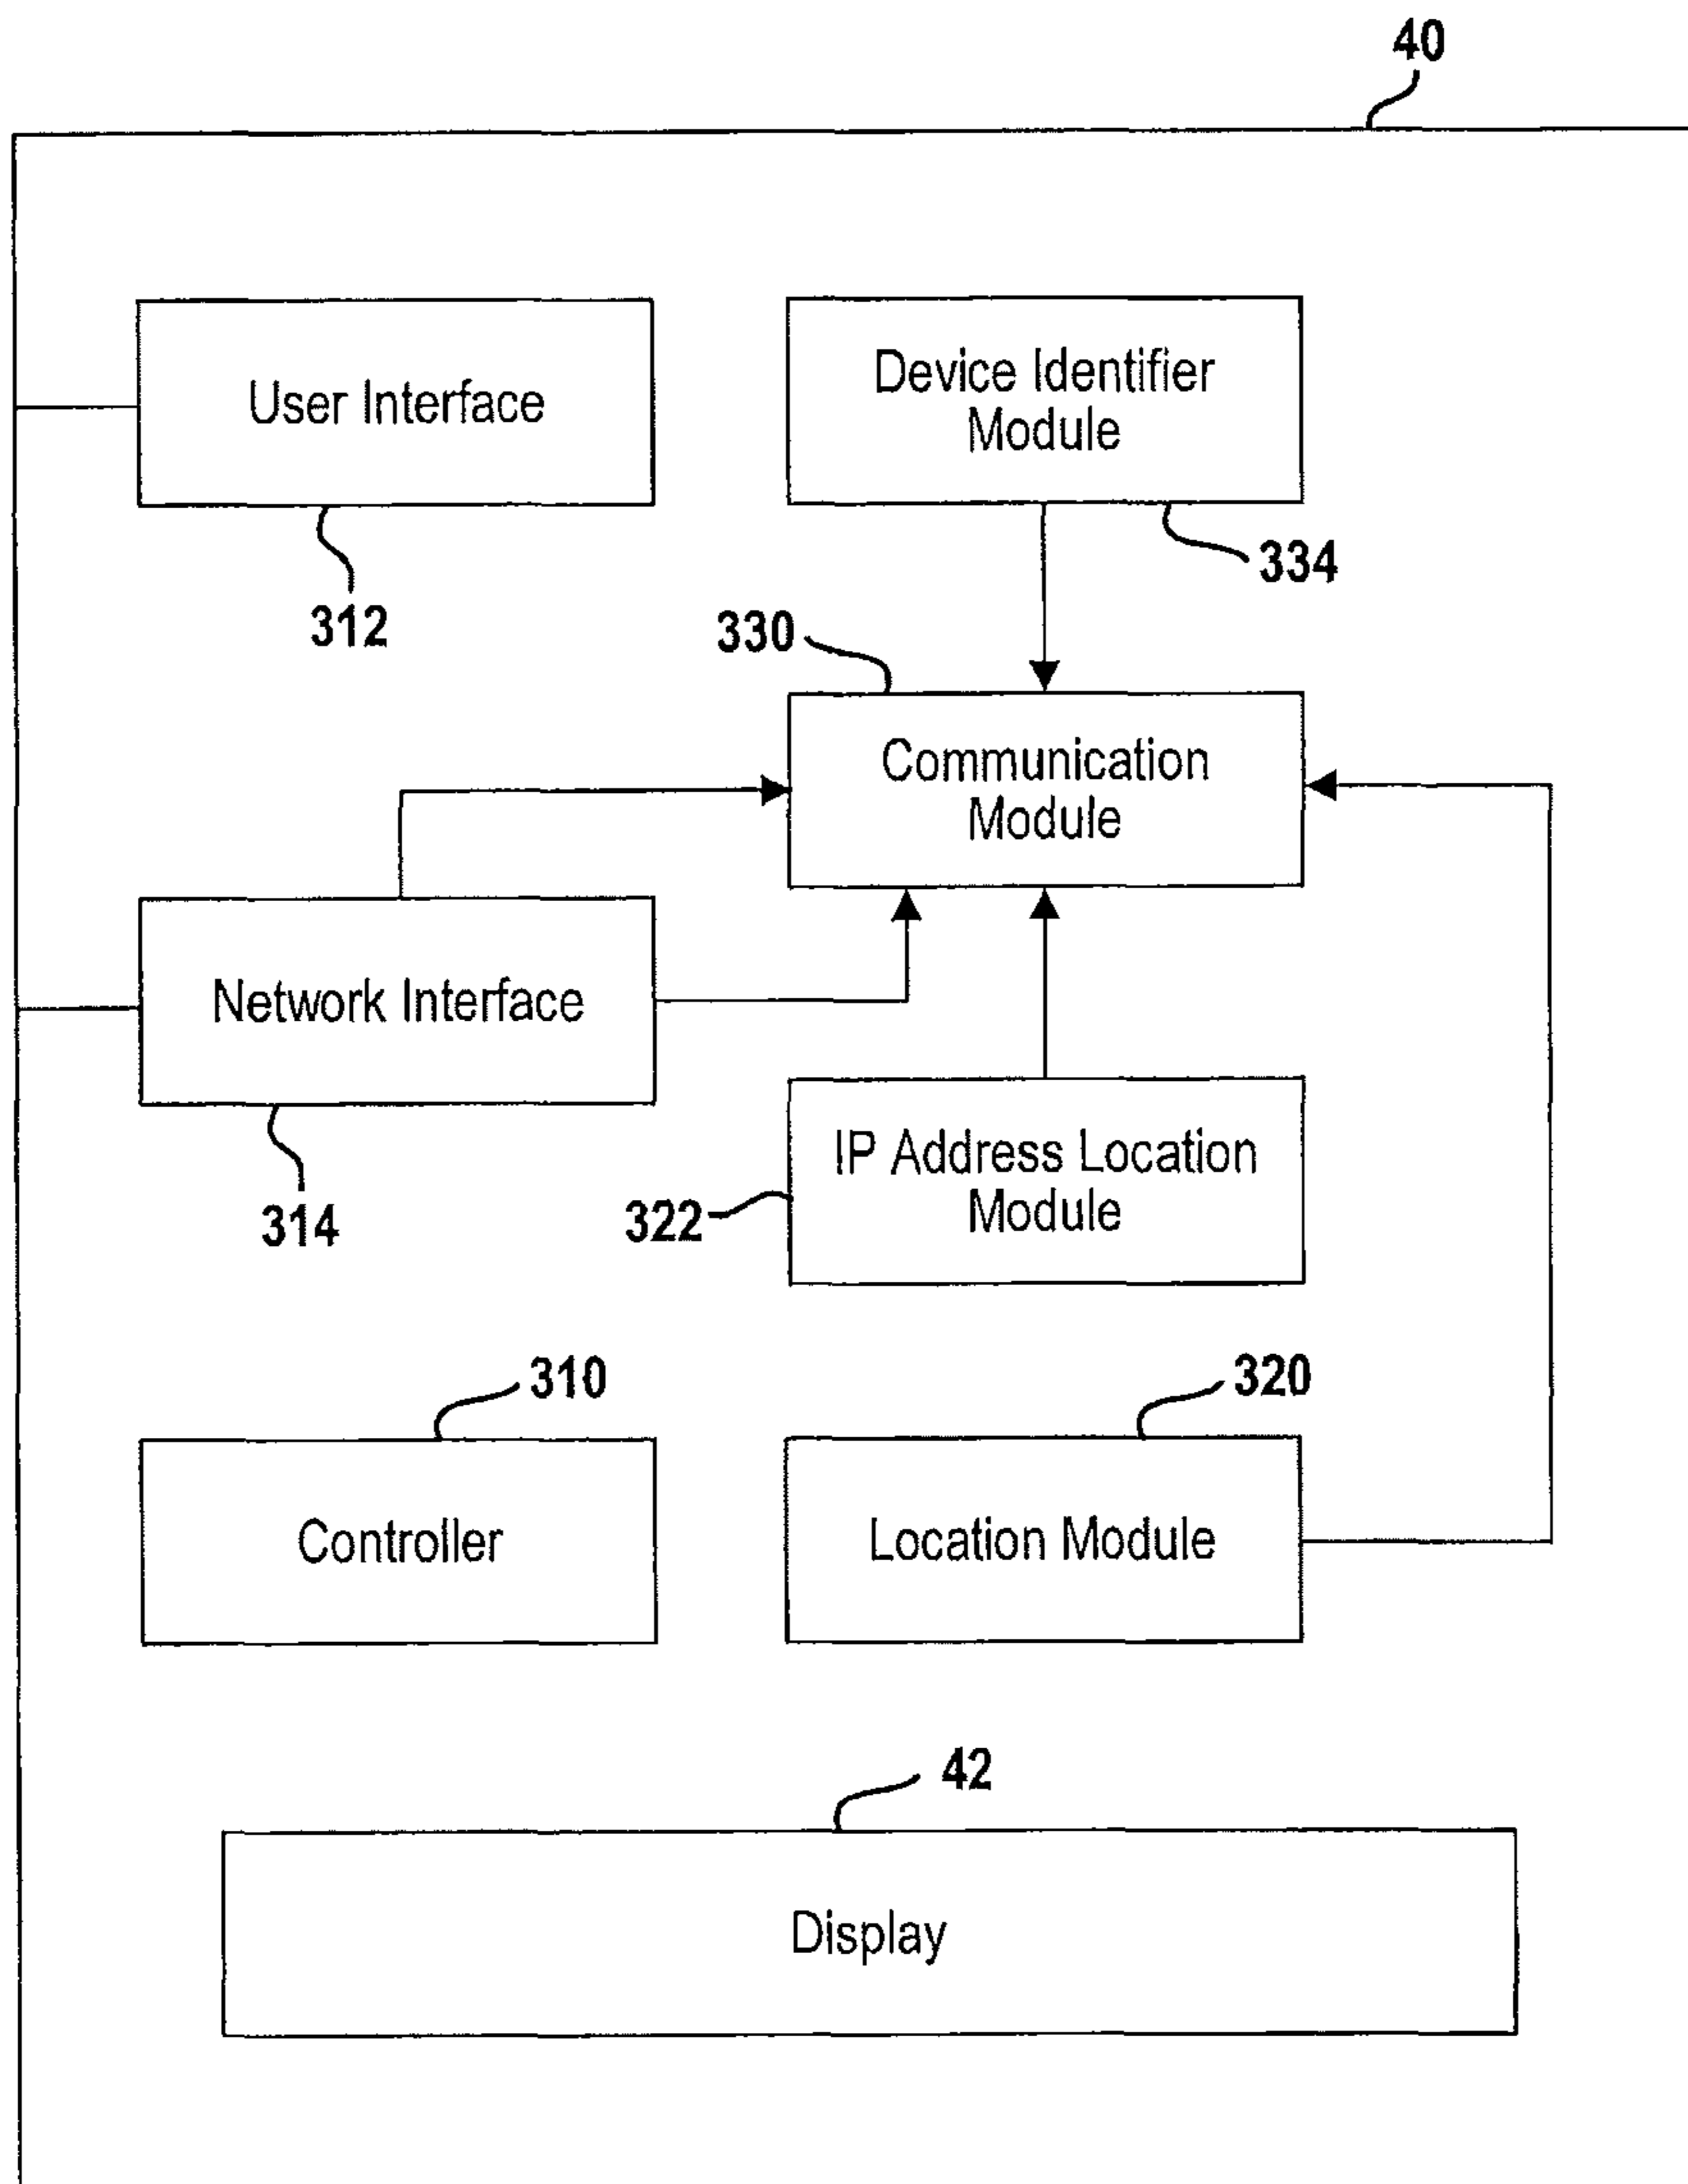 40
User Interface
Device Identifier
Module
312
334
330
Communication
Module
Network Interface
314
IP Address Location
Module
322
310
320
Controller
Location Module
42
Display